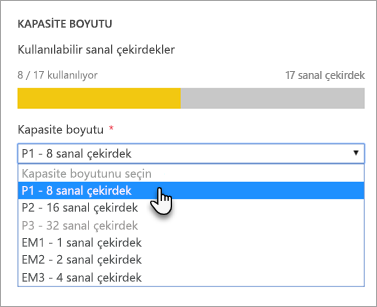 KAPASİTE BOYUTU
Kullanılabilir sanal çekirdekler
8 / 17 kullanılıyor 17 sanal çekirdek
Kapasite boyutu *
P1 - 8 sanal çekirdek
Kapasite boyutunu seçin
P1 - 8 sanal çekirdek
P2 - 16 sanal çekirdek
P3 - 32 sanal çekirdek
EM1 - 1 sanal çekirdek
EM2 - 2 sanal çekirdek
EM3 - 4 sanal çekirdek